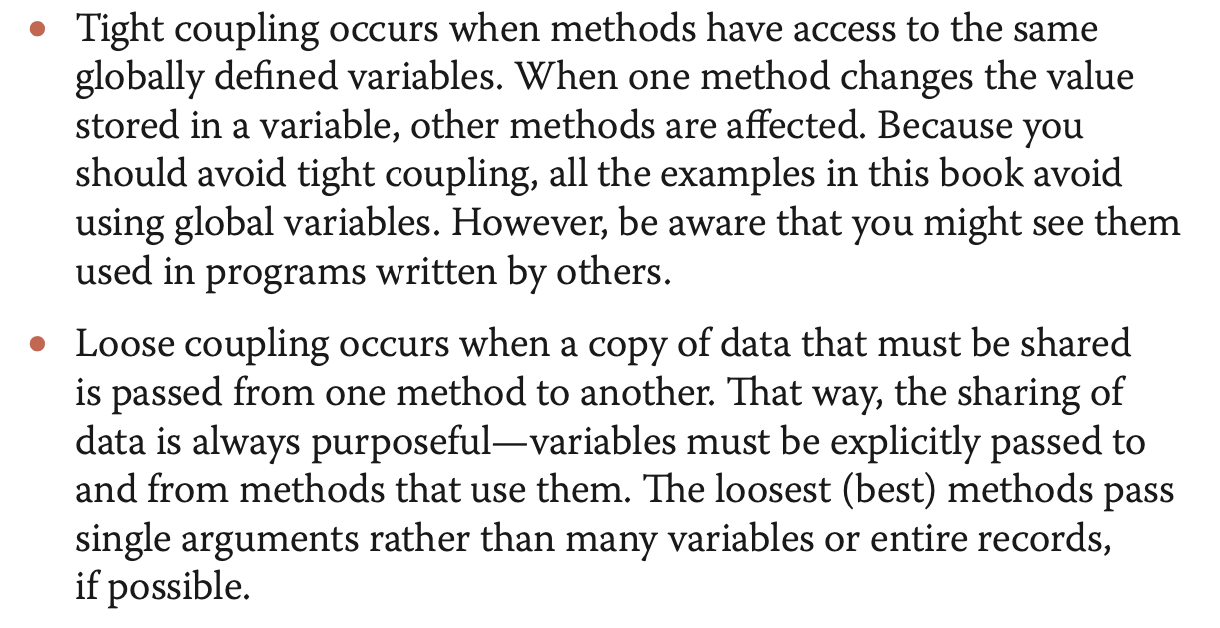 • Tight coupling occurs when methods have access to the same
globally defined variables. When one method changes the value
stored in a variable, other methods are affected. Because you
should avoid tight coupling, all the examples in this book avoid
using global variables. However, be aware that you might see them
used in programs written by others.
• Loose coupling occurs when a copy of data that must be shared
is passed from one method to another. That way, the sharing of
data is always purposeful—variables must be explicitly passed to
and from methods that use them. The loosest (best) methods pass
single arguments rather than many variables or entire records,
if possible.